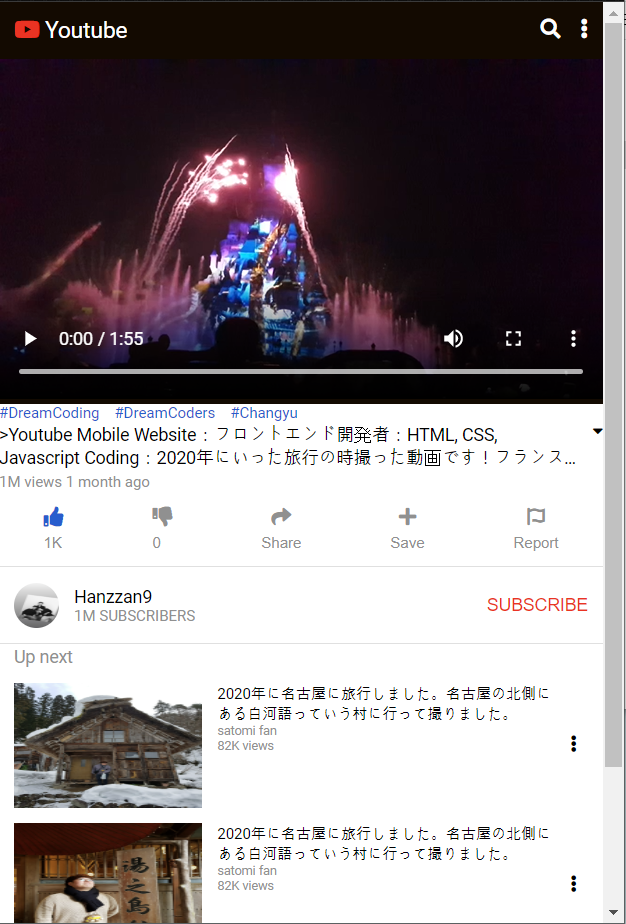 Youtube
0:00 / 1:55
#DreamCoding #DreamCoders #Changyu
>Youtube Mobile Website：フロントエンド開発者：HTML, CSS,
Javascript Coding：2020年にいった旅行の時撮った動画です！フランス...
1M views 1 month ago
1K 0 Share Save Report
Hanzzan9
1M SUBSCRIBERS
SUBSCRIBE
Up next
2020年に名古屋に旅行しました。名古屋の北側に
ある白河語っていう村に行って撮りました。
satomi fan
82K views
2020年に名古屋に旅行しました。名古屋の北側に
ある白河語っていう村に行って撮りました。
satomi fan
82K views
湯之島